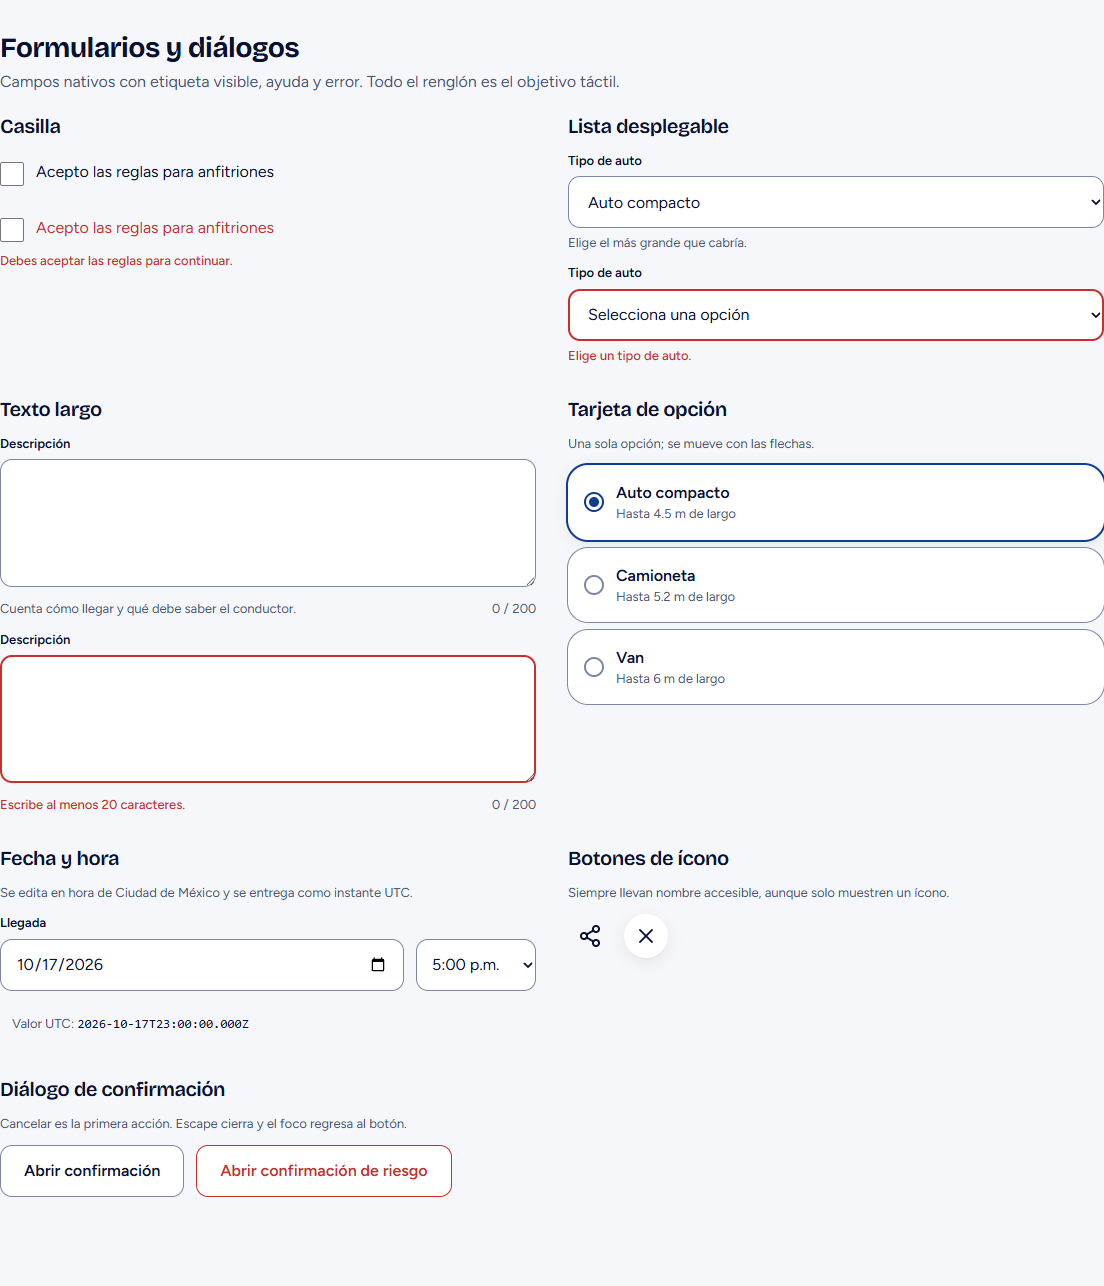 Formularios y diálogos
Campos nativos con etiqueta visible, ayuda y error. Todo el renglón es el objetivo táctil.
Casilla
Acepto las reglas para anfitriones
Acepto las reglas para anfitriones
Debes aceptar las reglas para continuar.
Lista desplegable
Tipo de auto
Auto compacto
Elige el más grande que cabría.
Tipo de auto
Selecciona una opción
Elige un tipo de auto.
Texto largo
Descripción
Cuenta cómo llegar y qué debe saber el conductor.
0 / 200
Descripción
Escribe al menos 20 caracteres.
0 / 200
Tarjeta de opción
Una sola opción; se mueve con las flechas.
Auto compacto
Hasta 4.5 m de largo
Camioneta
Hasta 5.2 m de largo
Van
Hasta 6 m de largo
Fecha y hora
Se edita en hora de Ciudad de México y se entrega como instante UTC.
Llegada
10/17/2026
5:00 p.m.
Valor UTC: 2026-10-17T23:00:00.000Z
Botones de ícono
Siempre llevan nombre accesible, aunque solo muestren un ícono.
Diálogo de confirmación
Cancelar es la primera acción. Escape cierra y el foco regresa al botón.
Abrir confirmación
Abrir confirmación de riesgo